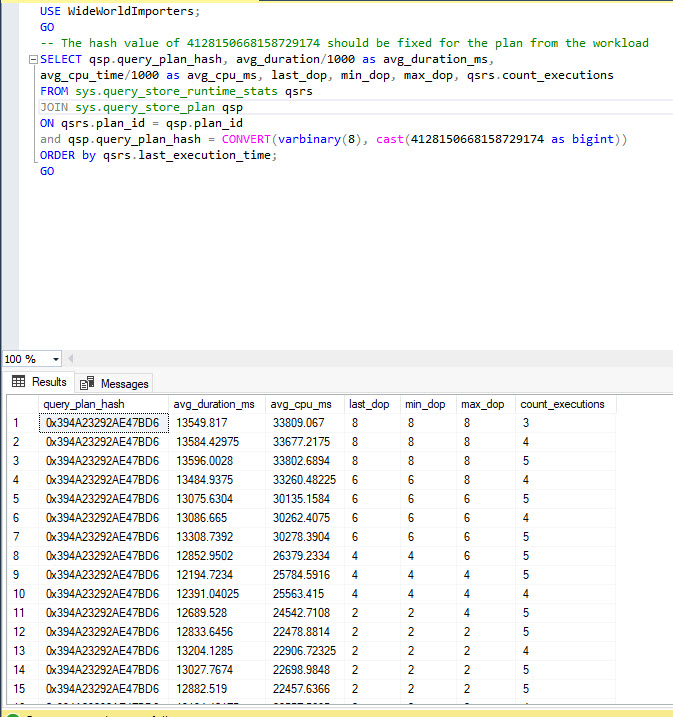 USE WideWorldImporters;
GO
-- The hash value of 4128150668158729174 should be fixed for the plan from the workload
SELECT qsp.query_plan_hash, avg_duration/1000 as avg_duration_ms,
avg_cpu_time/1000 as avg_cpu_ms, last_dop, min_dop, max_dop, qsrs.count_executions
FROM sys.query_store_runtime_stats qsrs
JOIN sys.query_store_plan qsp
ON qsrs.plan_id = qsp.plan_id
and qsp.query_plan_hash = CONVERT(varbinary(8), cast(4128150668158729174 as bigint))
ORDER by qsrs.last_execution_time;
GO
100 %
Results Messages
query_plan_hash avg_duration_ms avg_cpu_ms last_dop min_dop max_dop count_executions
1 0x394A23292AE47BD6 13549.817 33809.067 8 8 8 3
2 0x394A23292AE47BD6 13584.42975 33677.2175 8 8 8 4
3 0x394A23292AE47BD6 13596.0028 33802.6894 8 8 8 5
4 0x394A23292AE47BD6 13484.9375 33260.48225 6 6 8 4
5 0x394A23292AE47BD6 13075.6304 30135.1584 6 6 6 5
6 0x394A23292AE47BD6 13086.665 30262.4075 6 6 6 4
7 0x394A23292AE47BD6 13308.7392 30278.3904 6 6 6 5
8 0x394A23292AE47BD6 12852.9502 26379.2334 4 4 6 5
9 0x394A23292AE47BD6 12194.7234 25784.5916 4 4 4 5
10 0x394A23292AE47BD6 12391.04025 25563.415 4 4 4 4
11 0x394A23292AE47BD6 12689.528 24542.7108 2 2 4 5
12 0x394A23292AE47BD6 12833.6456 22478.8814 2 2 2 5
13 0x394A23292AE47BD6 13204.1285 22906.72325 2 2 2 4
14 0x394A23292AE47BD6 13027.7674 22698.9848 2 2 2 5
15 0x394A23292AE47BD6 12882.519 22457.6366 2 2 2 5